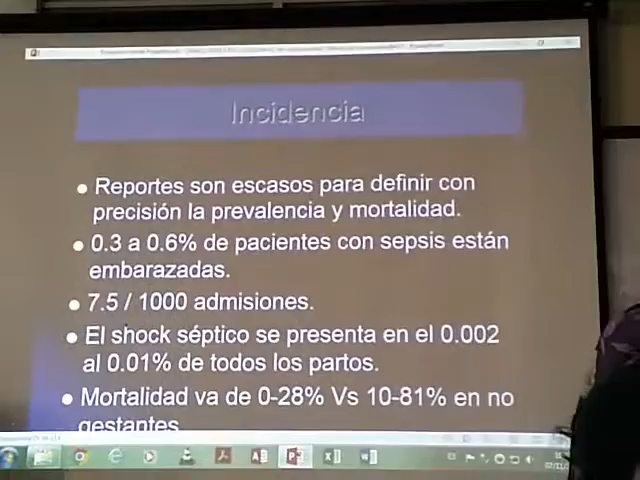 Incidencia
Reportes son escasos para definir con
precisión la prevalencia y mortalidad.
0.3 a 0.6% de pacientes con sepsis están
embarazadas.
7.5 / 1000 admisiones.
El shock séptico se presenta en el 0.002
al 0.01% de todos los partos.
Mortalidad va de 0-28% Vs 10-81% en no
gestantes